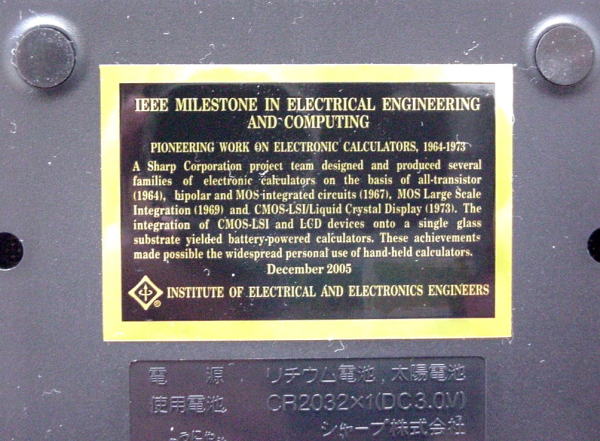 IEEE MILESTONE IN ELECTRICAL ENGINEERING
AND COMPUTING
PIONEERING WORK ON ELECTRONIC CALCULATORS, 1964-1973
A Sharp Corporation project team designed and produced several
families of electronic calculators on the basis of all-transistor
(1964), bipolar and MOS integrated circuits (1967), MOS Large Scale
Integration (1969) and CMOS-LSI/Liquid Crystal Display (1973). The
integration of CMOS-LSI and LCD devices onto a single glass
substrate yielded battery-powered calculators. These achievements
made possible the widespread personal use of hand-held calculators.
December 2005
® INSTITUTE OF ELECTRICAL AND ELECTRONICS ENGINEERS
電 源 リチウム電池, 太陽電池
使用電池 CR2032×1(DC3.0V)
シャープ株式会社